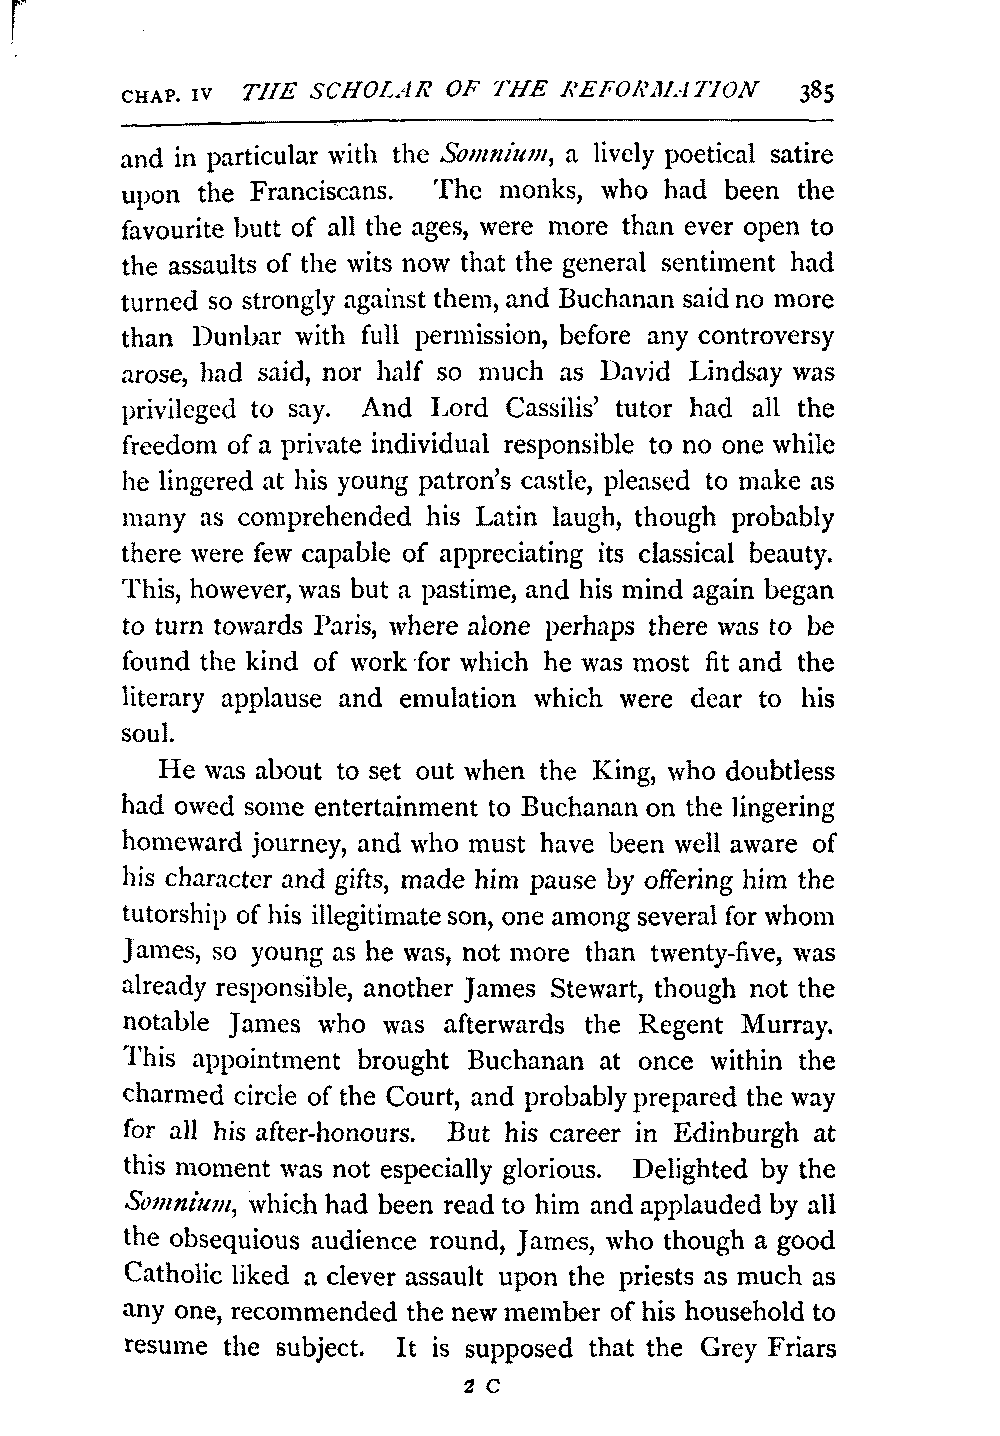 CHAP. IV THE SCHOLAR OF THE REFORMATION 385
and in particular with the Somnium, a lively poetical satire
upon the Franciscans. The monks, who had been the
favourite butt of all the ages, were more than ever open to
the assaults of the wits now that the general sentiment had
turned so strongly against them, and Buchanan said no more
than Dunbar with full permission, before any controversy
arose, had said, nor half so much as David Lindsay was
privileged to say. And Lord Cassilis’ tutor had all the
freedom of a private individual responsible to no one while
he lingered at his young patron’s castle, pleased to make as
many as comprehended his Latin laugh, though probably
there were few capable of appreciating its classical beauty.
This, however, was but a pastime, and his mind again began
to turn towards Paris, where alone perhaps there was to be
found the kind of work for which he was most fit and the
literary applause and emulation which were dear to his
soul.
He was about to set out when the King, who doubtless
had owed some entertainment to Buchanan on the lingering
homeward journey, and who must have been well aware of
his character and gifts, made him pause by offering him the
tutorship of his illegitimate son, one among several for whom
James, so young as he was, not more than twenty-five, was
already responsible, another James Stewart, though not the
notable James who was afterwards the Regent Murray.
This appointment brought Buchanan at once within the
charmed circle of the Court, and probably prepared the way
for all his after-honours. But his career in Edinburgh at
this moment was not especially glorious. Delighted by the
Somnium, which had been read to him and applauded by all
the obsequious audience round, James, who though a good
Catholic liked a clever assault upon the priests as much as
any one, recommended the new member of his household to
resume the subject. It is supposed that the Grey Friars
2 C